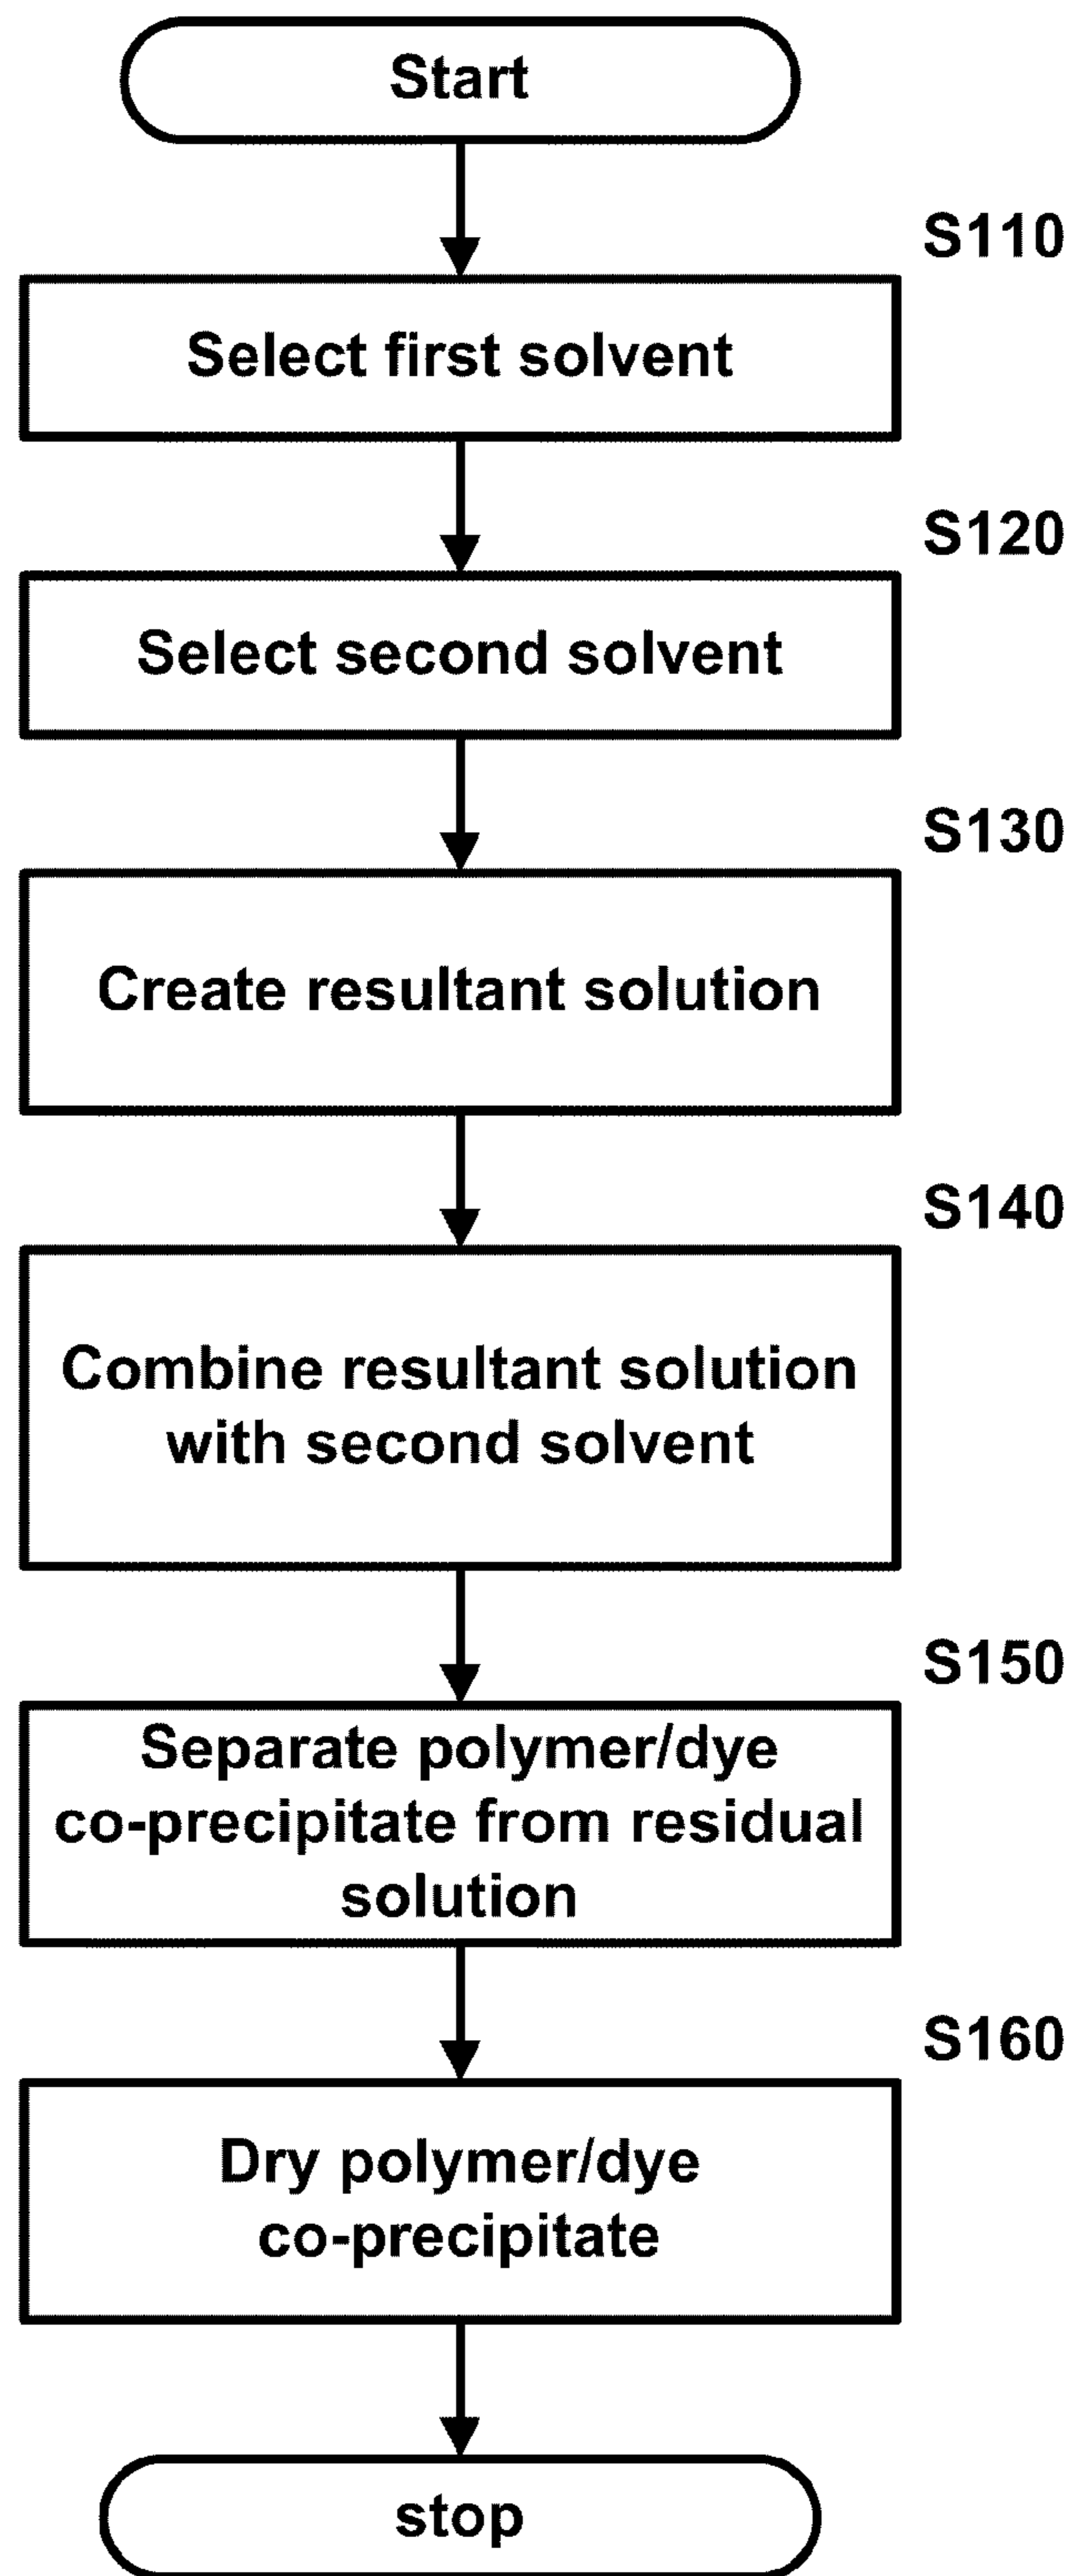 Start
S110
Select first solvent
S120
Select second solvent
S130
Create resultant solution
S140
Combine resultant solution
with second solvent
S150
Separate polymer/dye
co-precipitate from residual
solution
S160
Dry polymer/dye
co-precipitate
stop